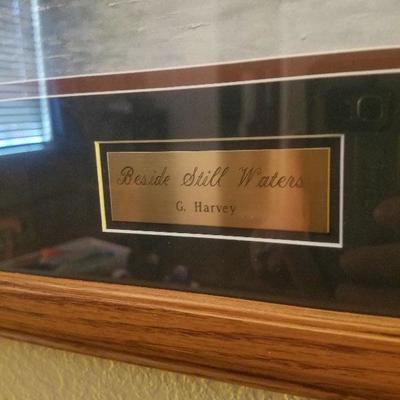 Beside Still Waters
G. Harvey